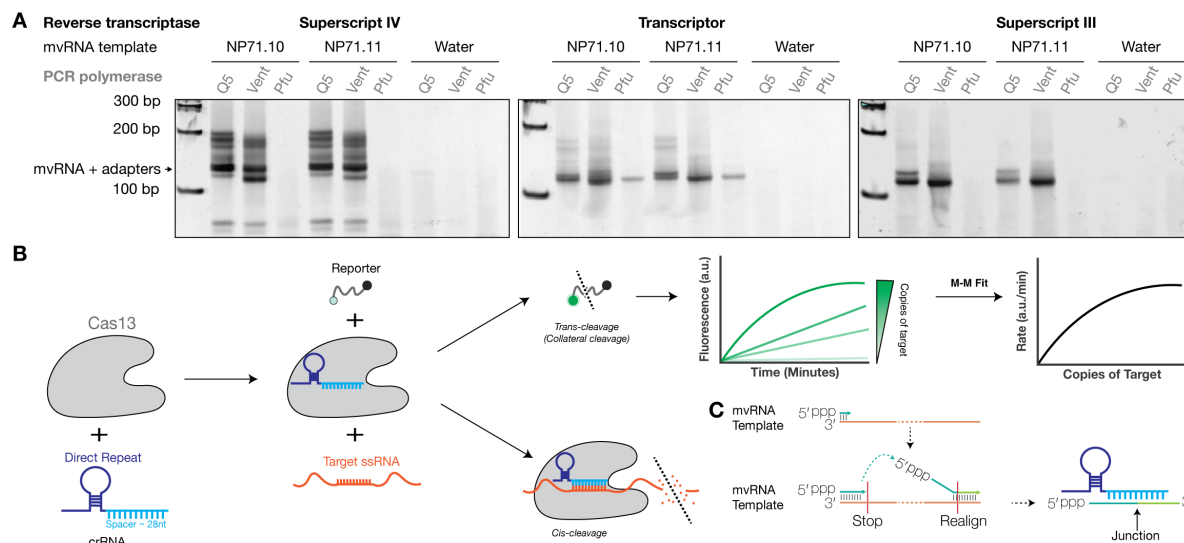 A
Reverse transcriptase Superscript IV Transcriptor Superscript III
mvRNA template NP71.10 NP71.11 Water NP71.10 NP71.11 Water NP71.10 NP71.11 Water
PCR polymerase Q5 Vent Pfu Q5 Vent Pfu Q5 Vent Pfu Q5 Vent Pfu Q5 Vent Pfu Q5 Vent Pfu Q5 Vent Pfu Q5 Vent Pfu Q5 Vent Pfu
300 bp
200 bp
mvRNA + adapters
100 bp
B
Cas13
+
Direct Repeat
Spacer ~ 28nt
crRNA
Reporter
+
+
Target ssRNA
Trans-cleavage
(Collateral cleavage)
Cis-cleavage
Fluorescence (a.u.)
Time (Minutes)
Copies of target
M-M Fit
Rate (a.u./min)
Copies of Target
C
mvRNA 5' ppp
Template 3'
5' ppp
mvRNA 5' ppp
Template 3'
Stop Realign
5' ppp
Junction